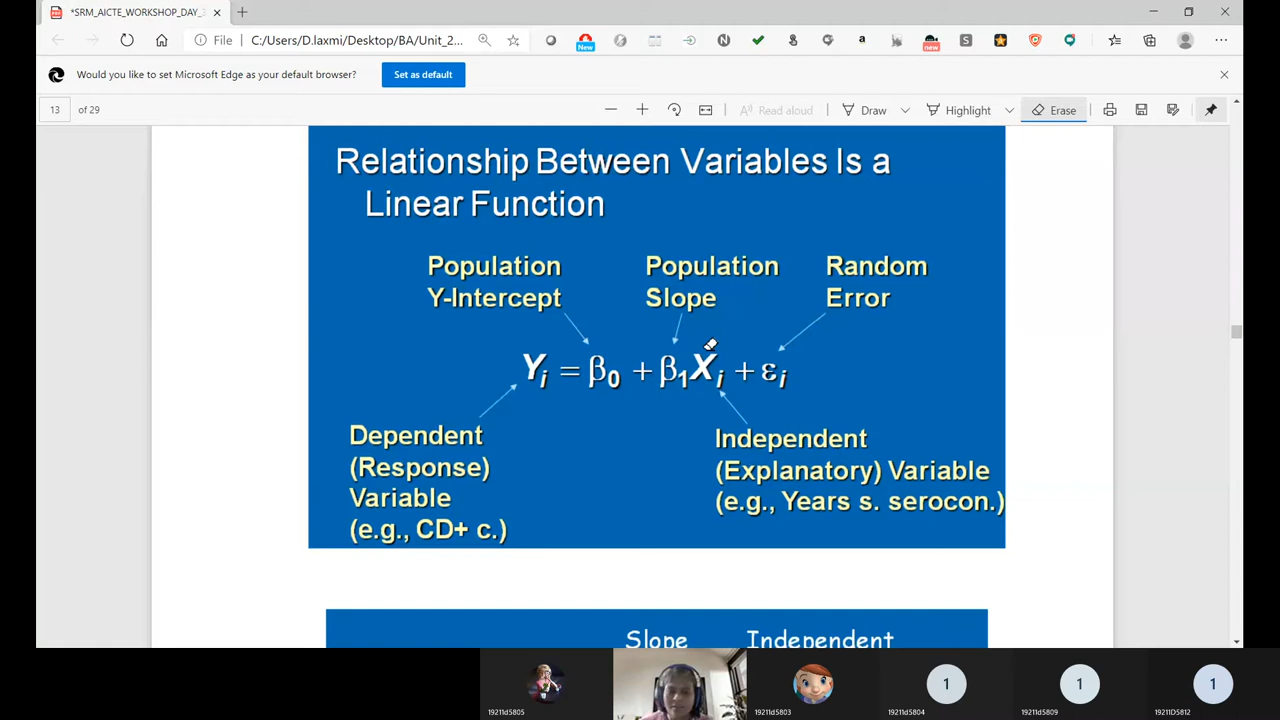 *SRM_AICTE_WORKSHOP_DAY_
File
C:/Users/D.laxmi/Desktop/BA/Unit_2...
New
new
Would you like to set Microsoft Edge as your default browser?
Set as default
13 of 29
Read aloud
Draw
Highlight
Erase
Relationship Between Variables Is a
Linear Function
Population
Y-Intercept
Population
Slope
Random
Error
Yᵢ = β₀ + β₁Xᵢ + εᵢ
Dependent
(Response)
Variable
(e.g., CD+ c.)
Independent
(Explanatory) Variable
(e.g., Years s. serocon.)
Slope Independent
1 1 1
19211d5805 19211d5803 19211d5804 19211d5809 19211D5812